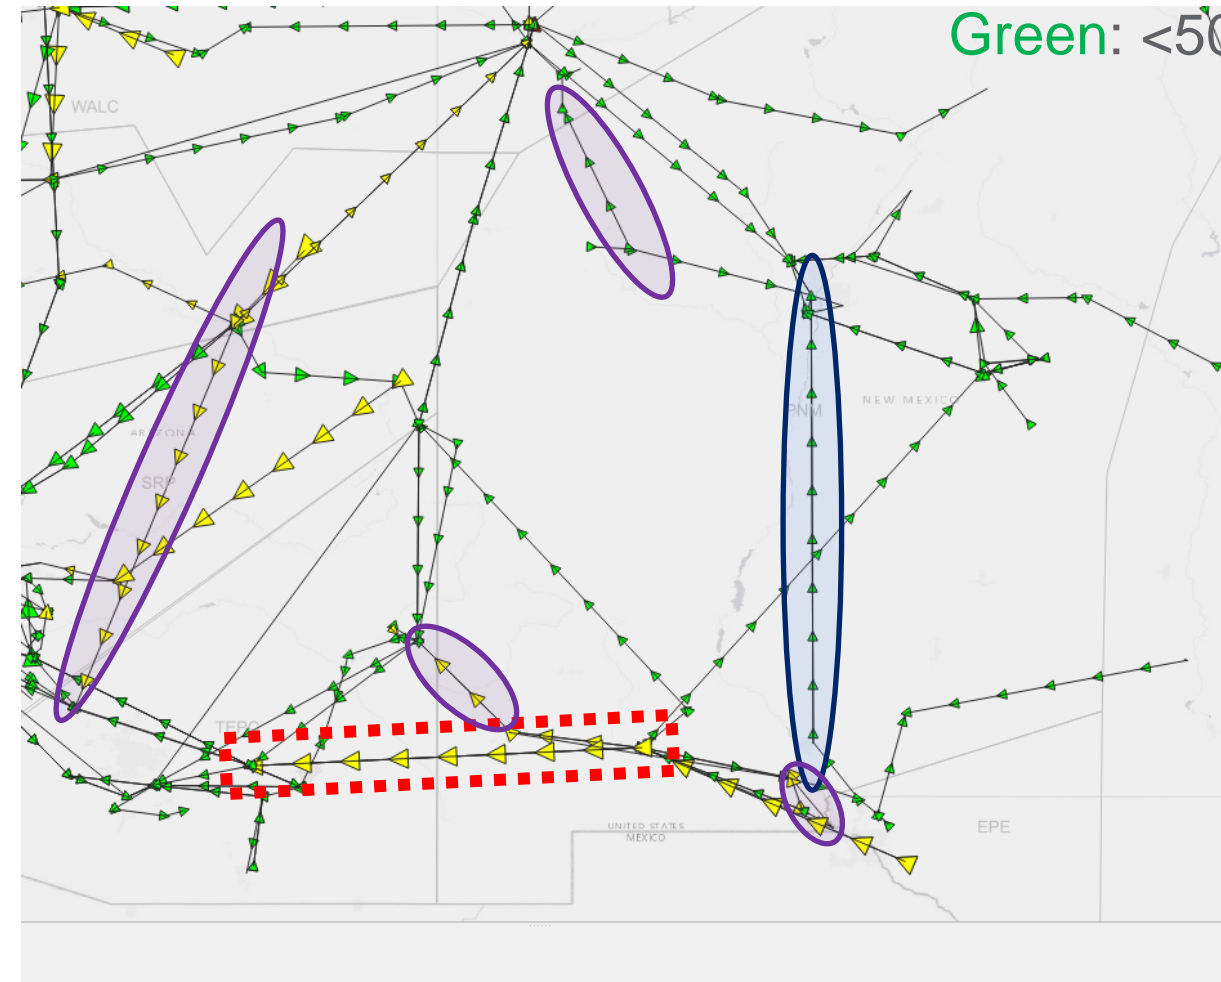 Green: <50
WALC
NEW MEXICO
PNM
ARIZONA
SRP
TEPC
UNITED STATES
MEXICO
EPE